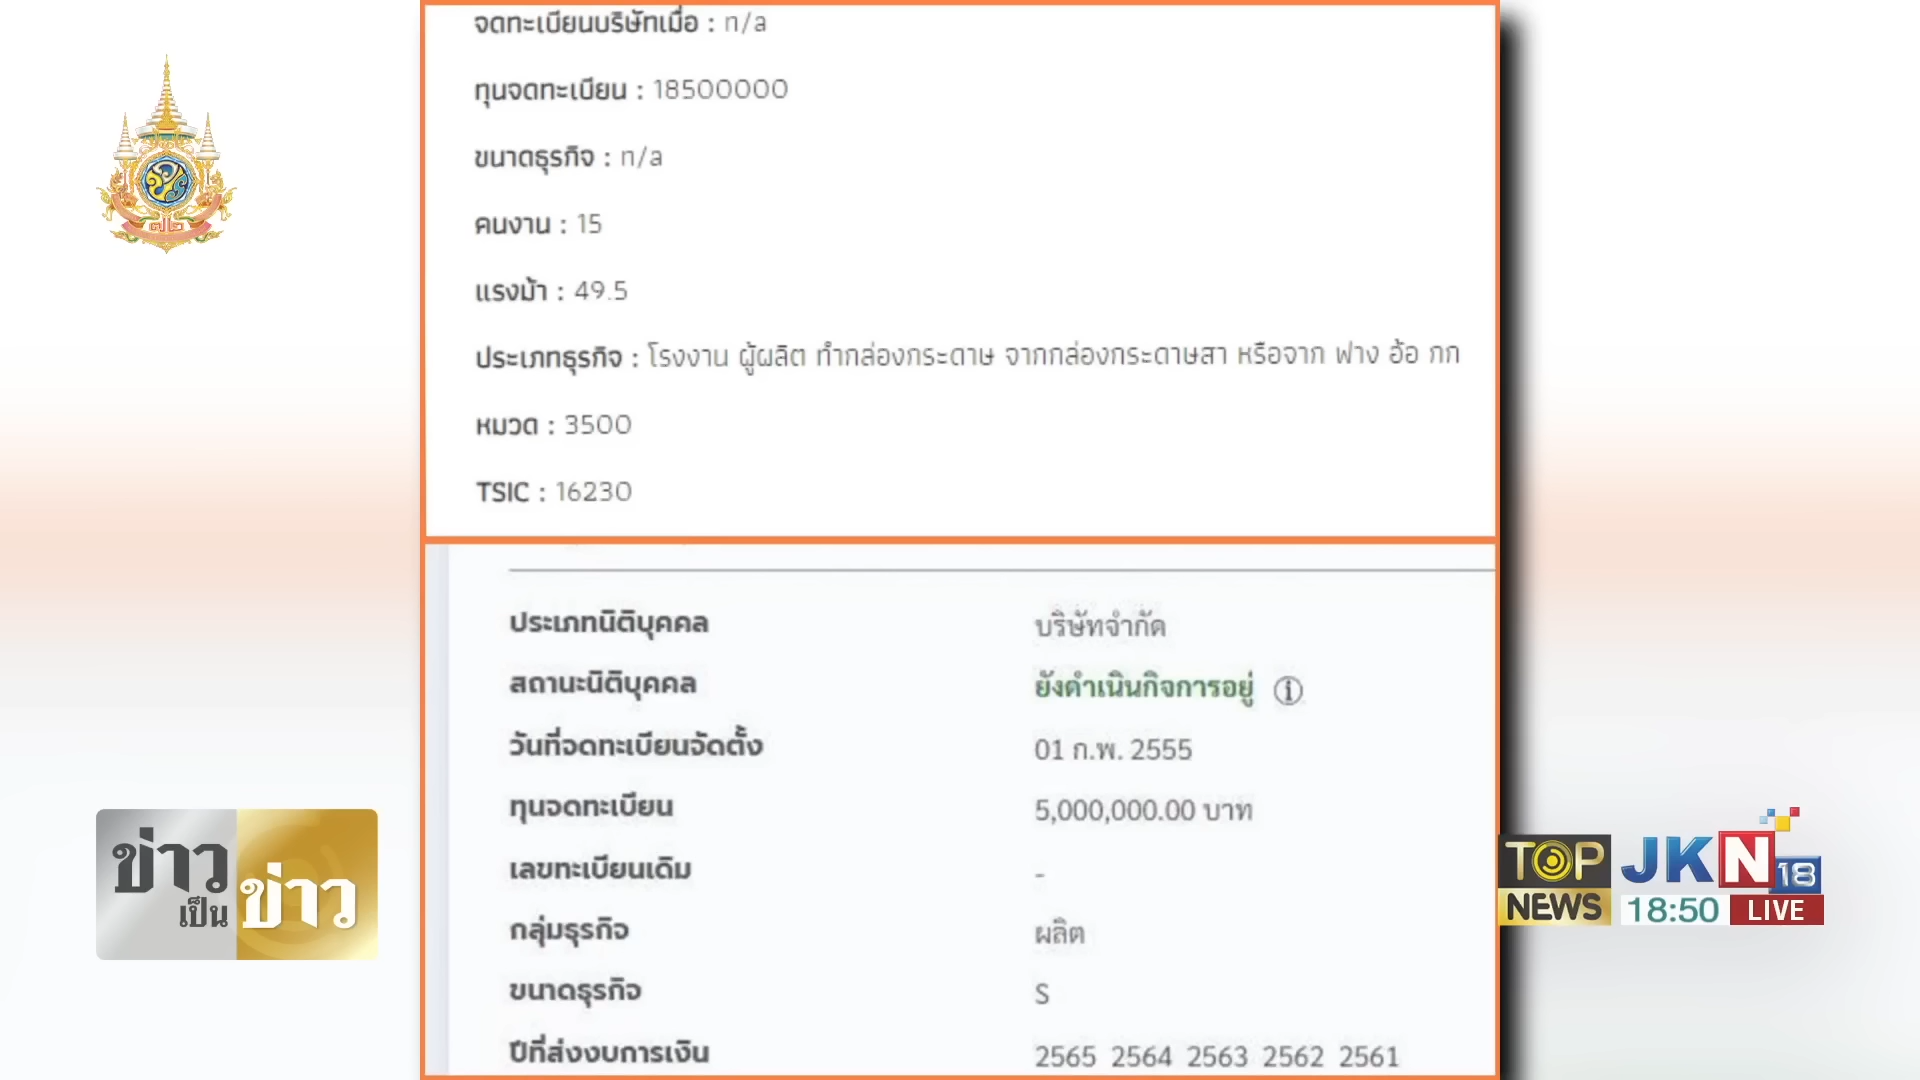 จดทะเบียนบริษัทเมื่อ : n/a
ทุนจดทะเบียน : 18500000
ขนาดธุรกิจ : n/a
คนงาน : 15
แรงม้า : 49.5
ประเภทธุรกิจ : โรงงาน ผู้ผลิต ทำกล่องกระดาษ จากกล่องกระดาษสา หรือจาก ฟาง อ้อ กก
หมวด : 3500
TSIC : 16230
ประเภทนิติบุคคล บริษัทจำกัด
สถานะนิติบุคคล ยังดำเนินกิจการอยู่
วันที่จดทะเบียนจัดตั้ง 01 ก.พ. 2555
ทุนจดทะเบียน 5,000,000.00 บาท
เลขทะเบียนเดิม -
กลุ่มธุรกิจ ผลิต
ขนาดธุรกิจ S
ปีที่ส่งงบการเงิน 2565 2564 2563 2562 2561
ข่าว
เป็น
ข่าว
TOP
NEWS
JKN 18
18:50 LIVE